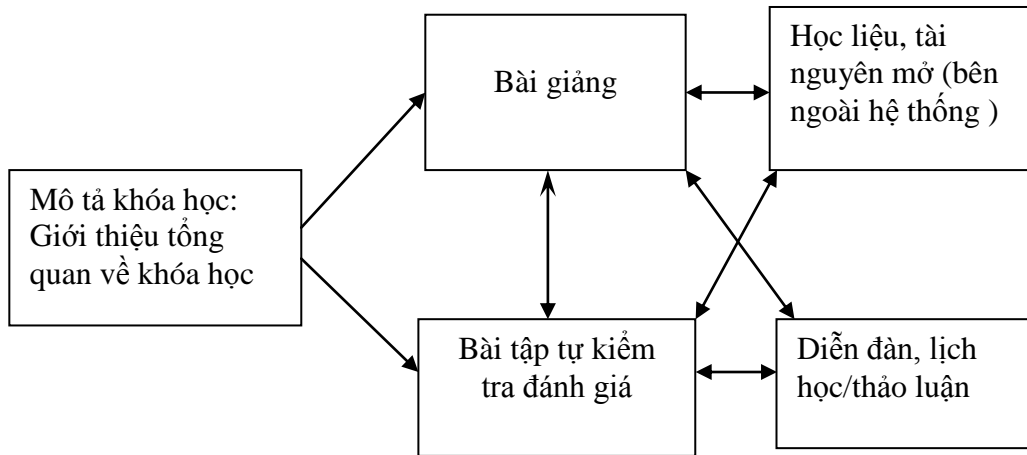 Mô tả khóa học:
Giới thiệu tổng
quan về khóa học
Bài giảng
Học liệu, tài
nguyên mở (bên
ngoài hệ thống )
Bài tập tự kiểm
tra đánh giá
Diễn đàn, lịch
học/thảo luận